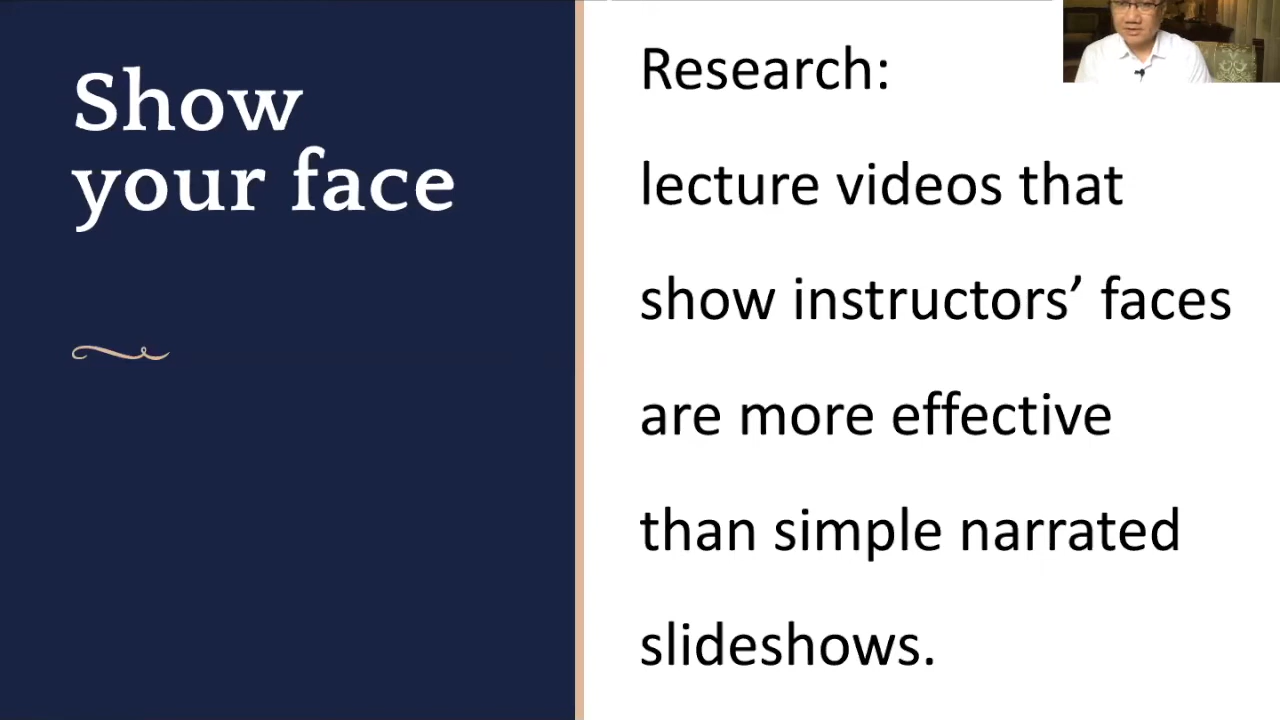 Show
your face
Research:
lecture videos that
show instructors’ faces
are more effective
than simple narrated
slideshows.